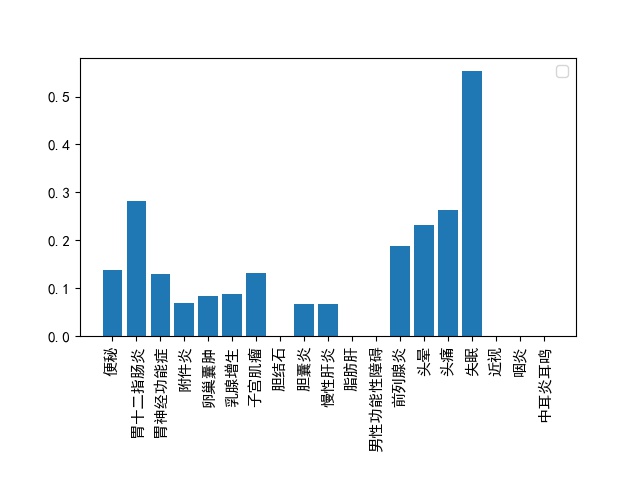 0.5
0.4
0.3
0.2
0.1
0.0
便秘
胃十二指肠炎
胃神经功能症
附件炎
卵巢囊肿
乳腺增生
子宫肌瘤
胆结石
胆囊炎
慢性肝炎
脂肪肝
男性功能性障碍
前列腺炎
头晕
头痛
失眠
近视
咽炎
中耳炎耳鸣